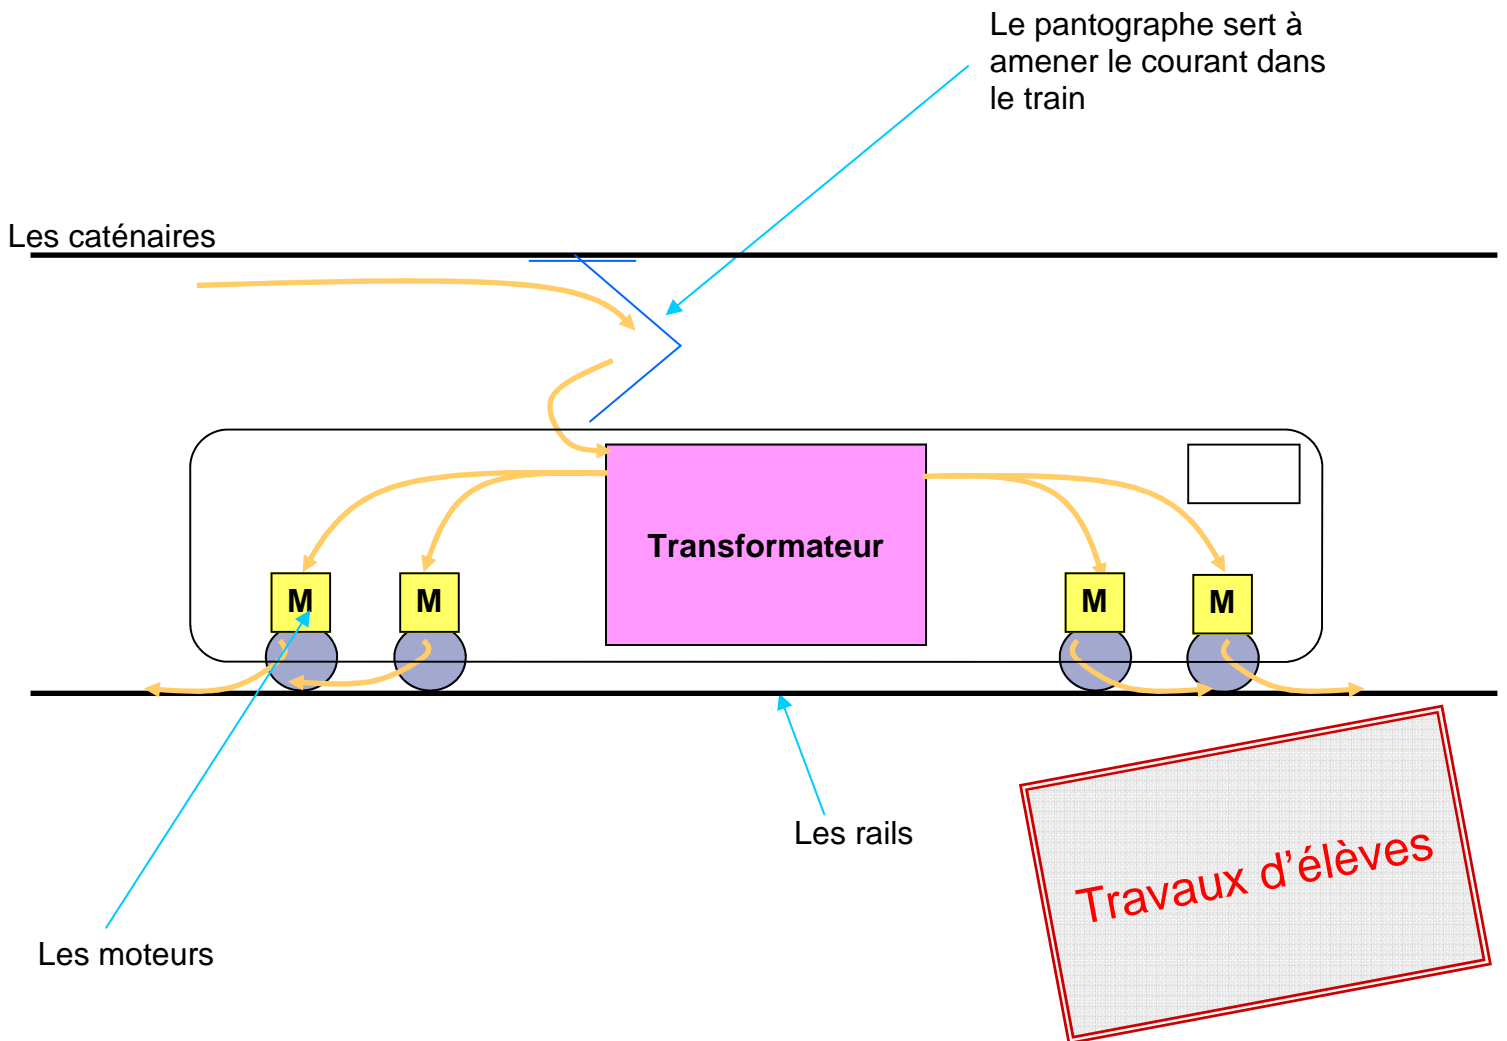 Le pantographe sert à
amener le courant dans
le train
Les caténaires
Transformateur
M
M
M
M
Les rails
Travaux d'élèves
Les moteurs